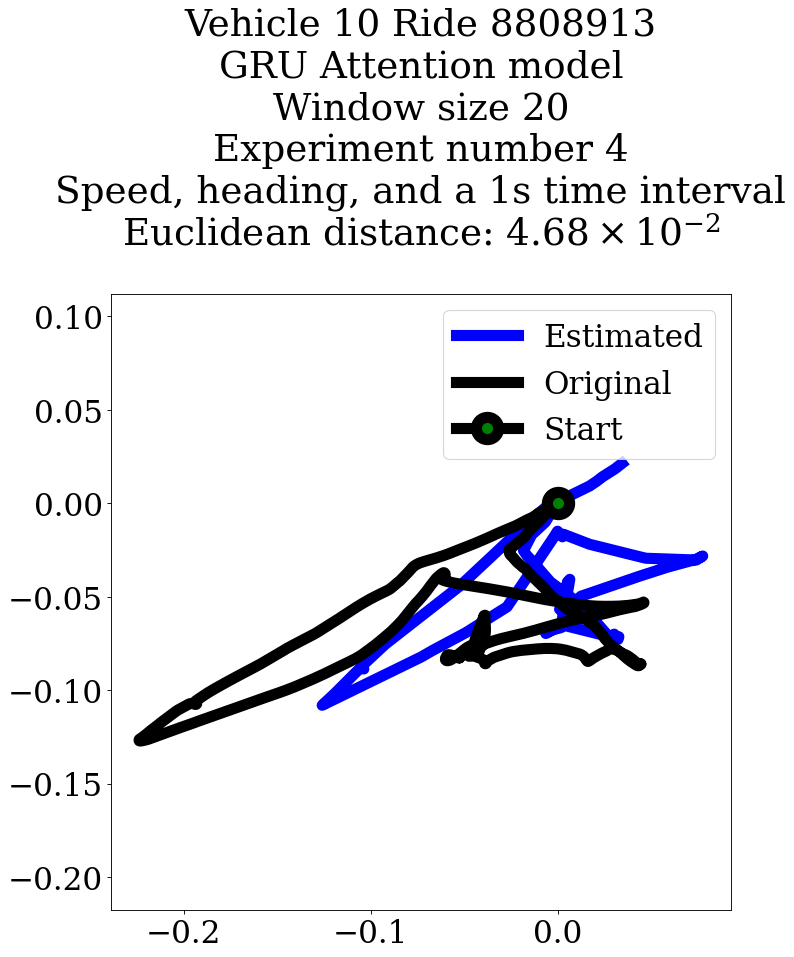 Vehicle 10 Ride 8808913
GRU Attention model
Window size 20
Experiment number 4
Speed, heading, and a 1s time interval
Euclidean distance: 4.68 × 10⁻²
Estimated
Original
Start
0.10
0.05
0.00
−0.05
−0.10
−0.15
−0.20
−0.2 −0.1 0.0